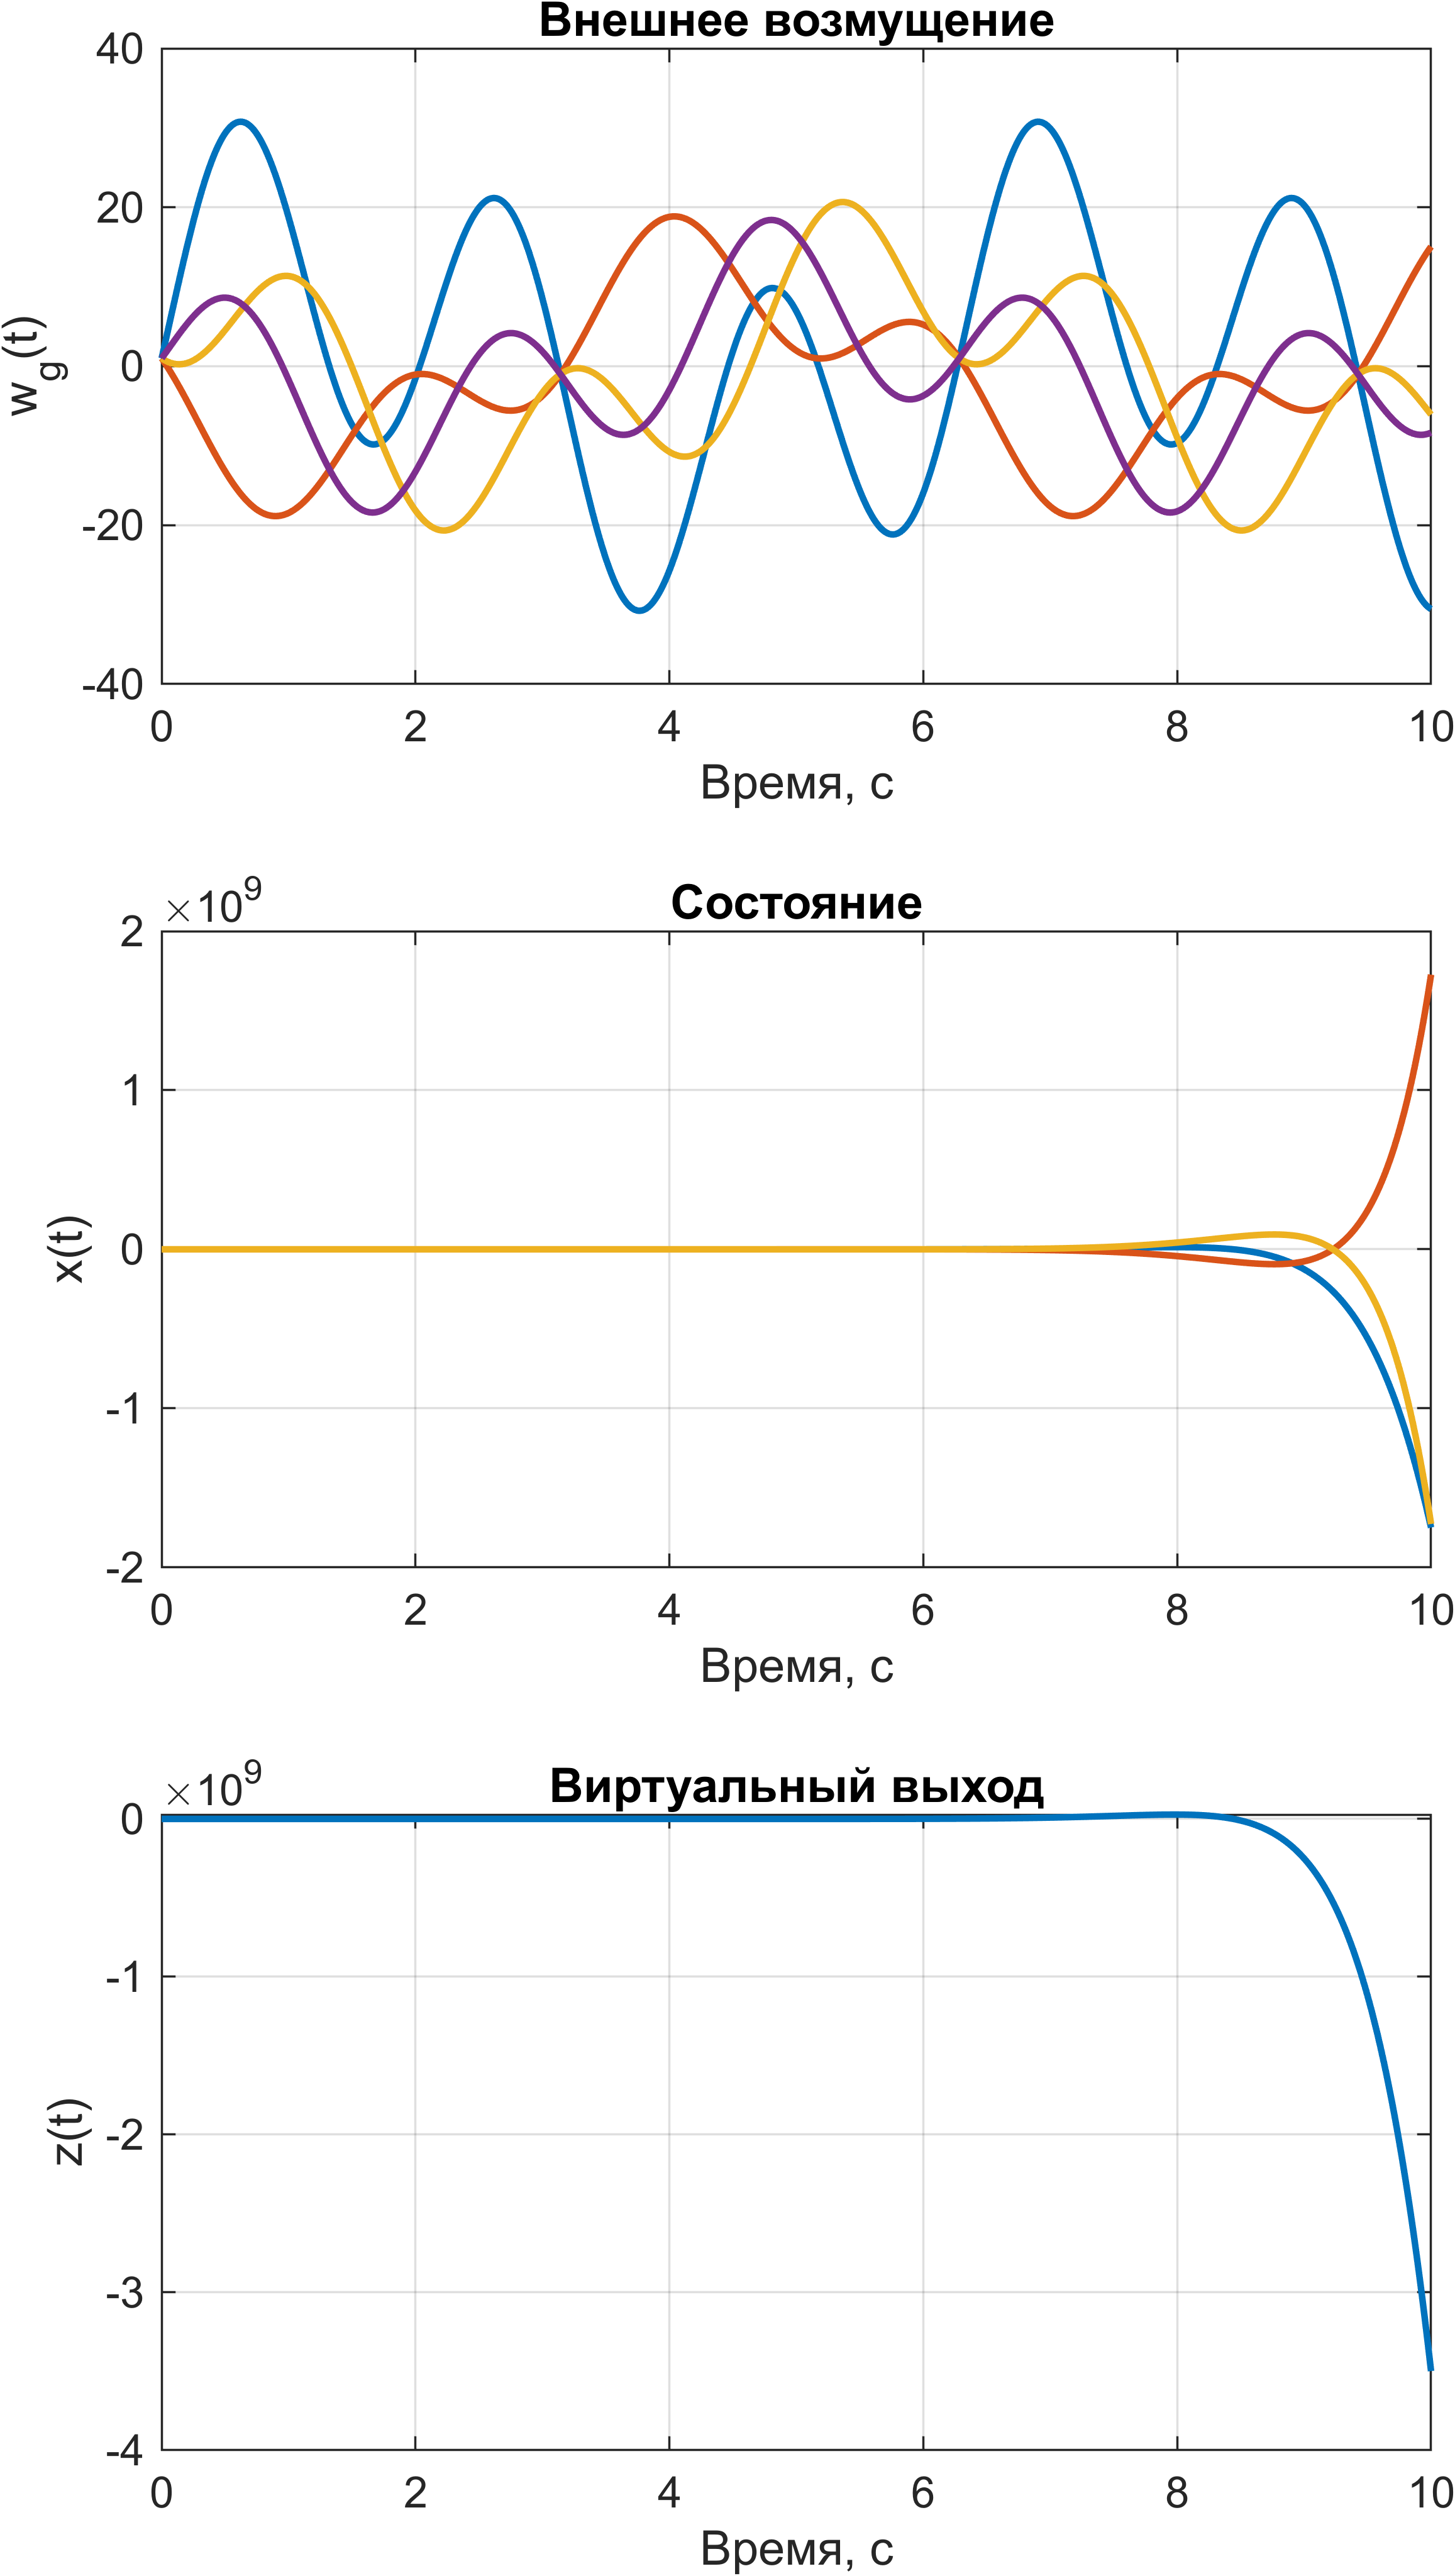 Внешнее возмущение
40
20
0
-20
-40
w_g(t)
0 2 4 6 8 10
Время, с
×10^9
Состояние
2
1
0
-1
-2
x(t)
0 2 4 6 8 10
Время, с
×10^9
Виртуальный выход
0
-1
-2
-3
-4
z(t)
0 2 4 6 8 10
Время, с